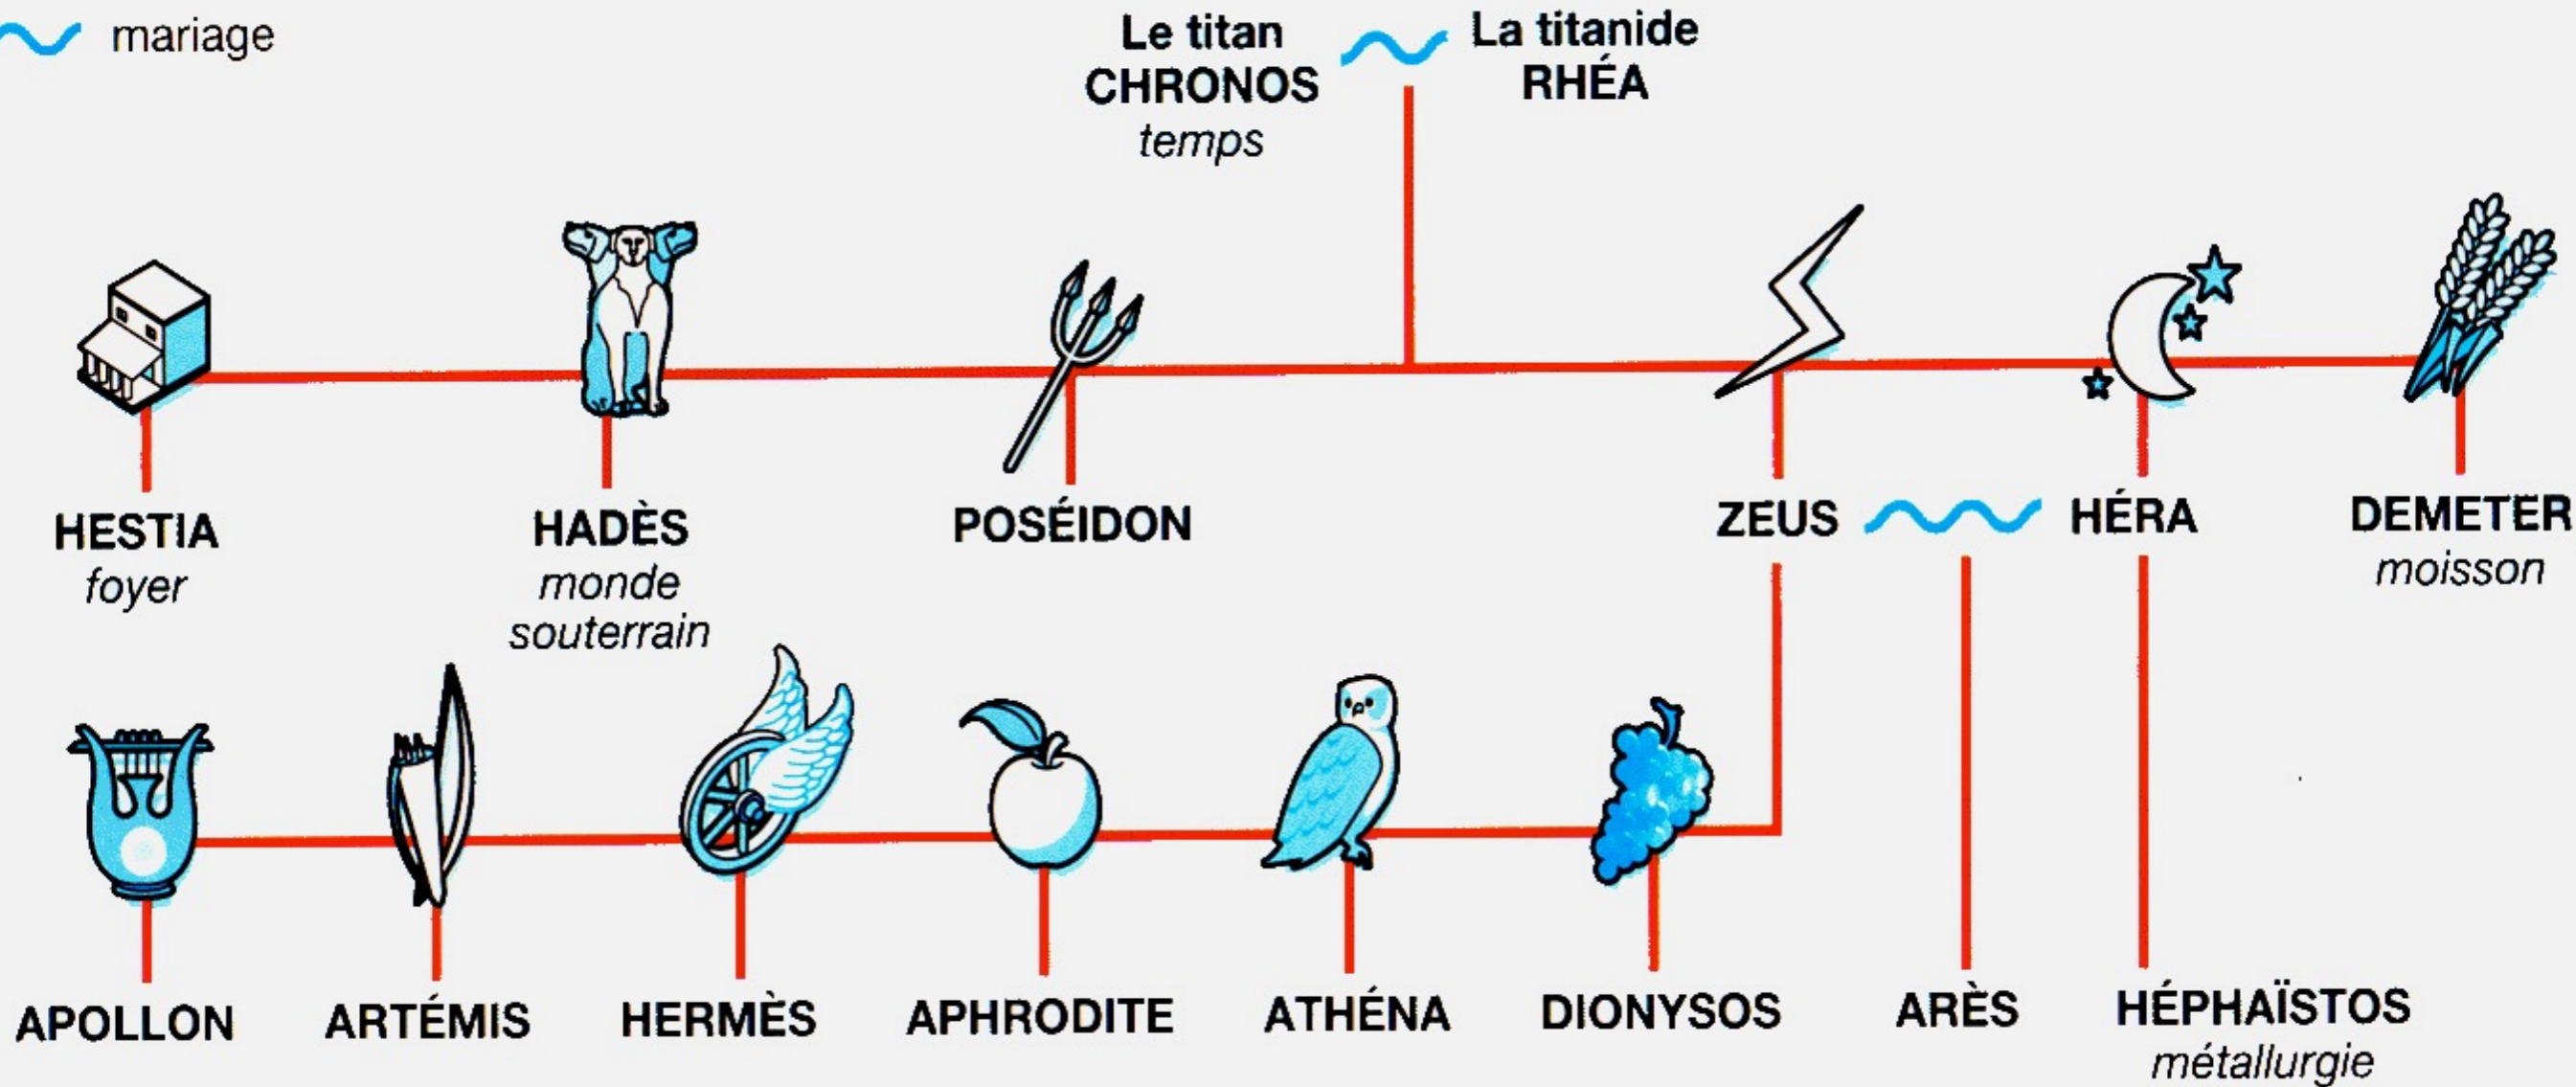 mariage
Le titan
CHRONOS
temps
La titanide
RHÉA
HESTIA
foyer
HADÈS
monde
souterrain
POSÉIDON
ZEUS
HÉRA
DEMETER
moisson
APOLLON
ARTÉMIS
HERMÈS
APHRODITE
ATHÉNA
DIONYSOS
ARÈS
HÉPHAÏSTOS
métallurgie